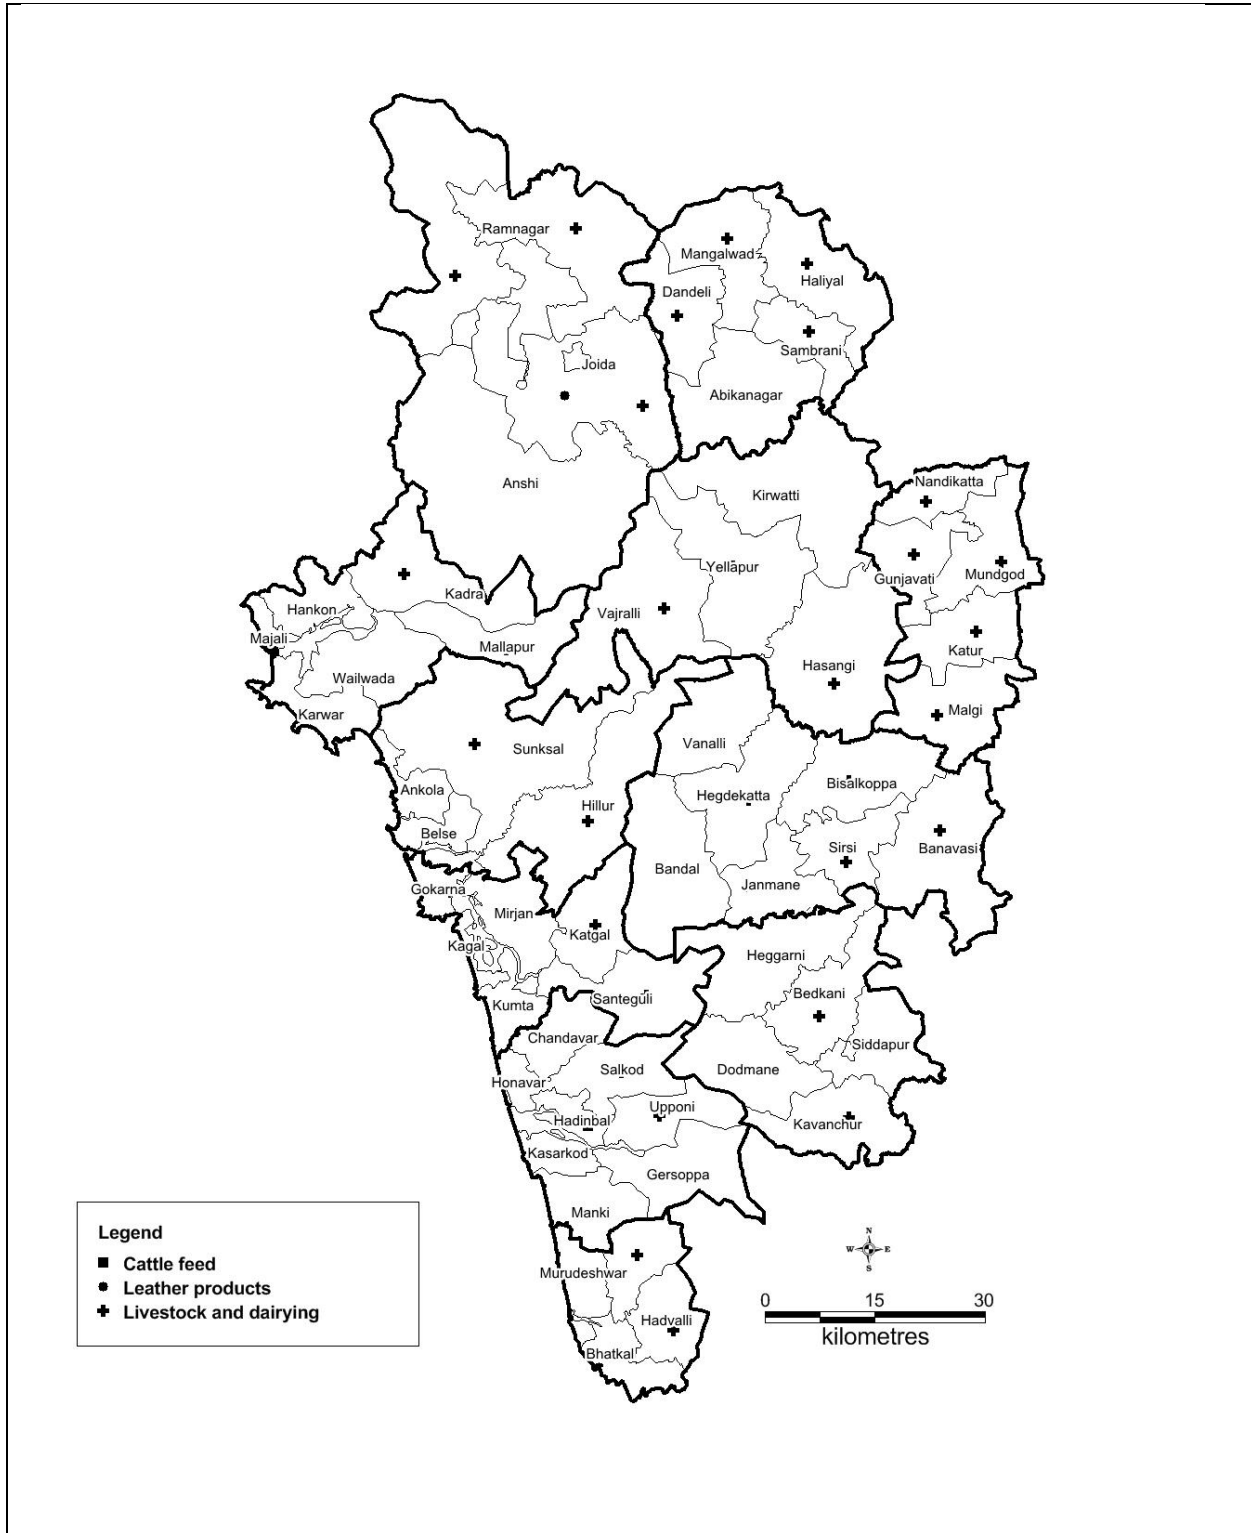 Ramnagar
Mangalwad
Haliyal
Dandeli
Sambrani
Joida
Abikanagar
Anshi
Nandikatta
Kirwatti
Yellapur
Gunjavati
Mundgod
Kadra
Hankon
Vajralli
Majali
Mallapur
Katur
Wailwada
Hasangi
Karwar
Malgi
Sunksal
Vanalli
Ankola
Hegdekatta
Bisalkoppa
Hillur
Belse
Sirsi
Banavasi
Bandal
Janmane
Gokarna
Mirjan
Kagal
Katgal
Heggarni
Bedkani
Kumta
Santeguli
Chandavar
Siddapur
Salkod
Dodmane
Honavar
Upponi
Hadinbal
Kavanchur
Kasarkod
Gersoppa
Manki
Murudeshwar
Hadvalli
Bhatkal
Legend
Cattle feed
Leather products
Livestock and dairying
N
W E
S
0 15 30
kilometres